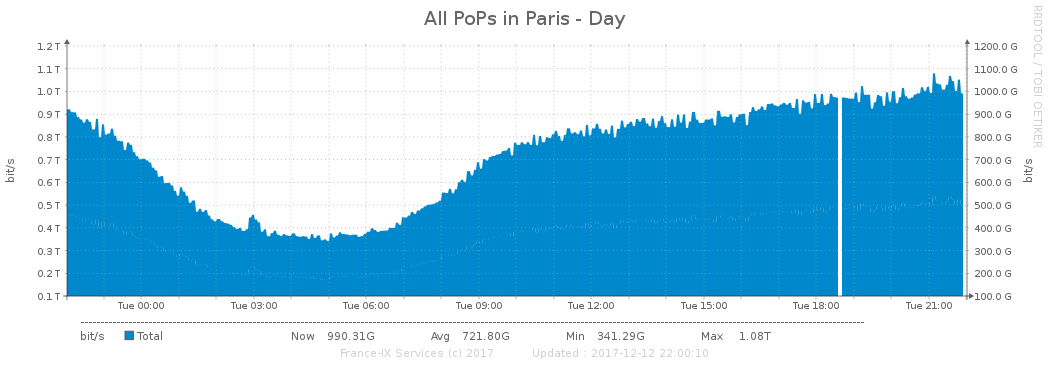 All PoPs in Paris - Day
RRDTOOL / TOBI OETIKER
bit/s
1.2 T
1.1 T
1.0 T
0.9 T
0.8 T
0.7 T
0.6 T
0.5 T
0.4 T
0.3 T
0.2 T
0.1 T
1200.0 G
1100.0 G
1000.0 G
900.0 G
800.0 G
700.0 G
600.0 G
500.0 G
400.0 G
300.0 G
200.0 G
100.0 G
bit/s
Tue 00:00 Tue 03:00 Tue 06:00 Tue 09:00 Tue 12:00 Tue 15:00 Tue 18:00 Tue 21:00
bit/s Total Now 990.31G Avg 721.80G Min 341.29G Max 1.08T
France-IX Services (c) 2017 Updated : 2017-12-12 22:00:10